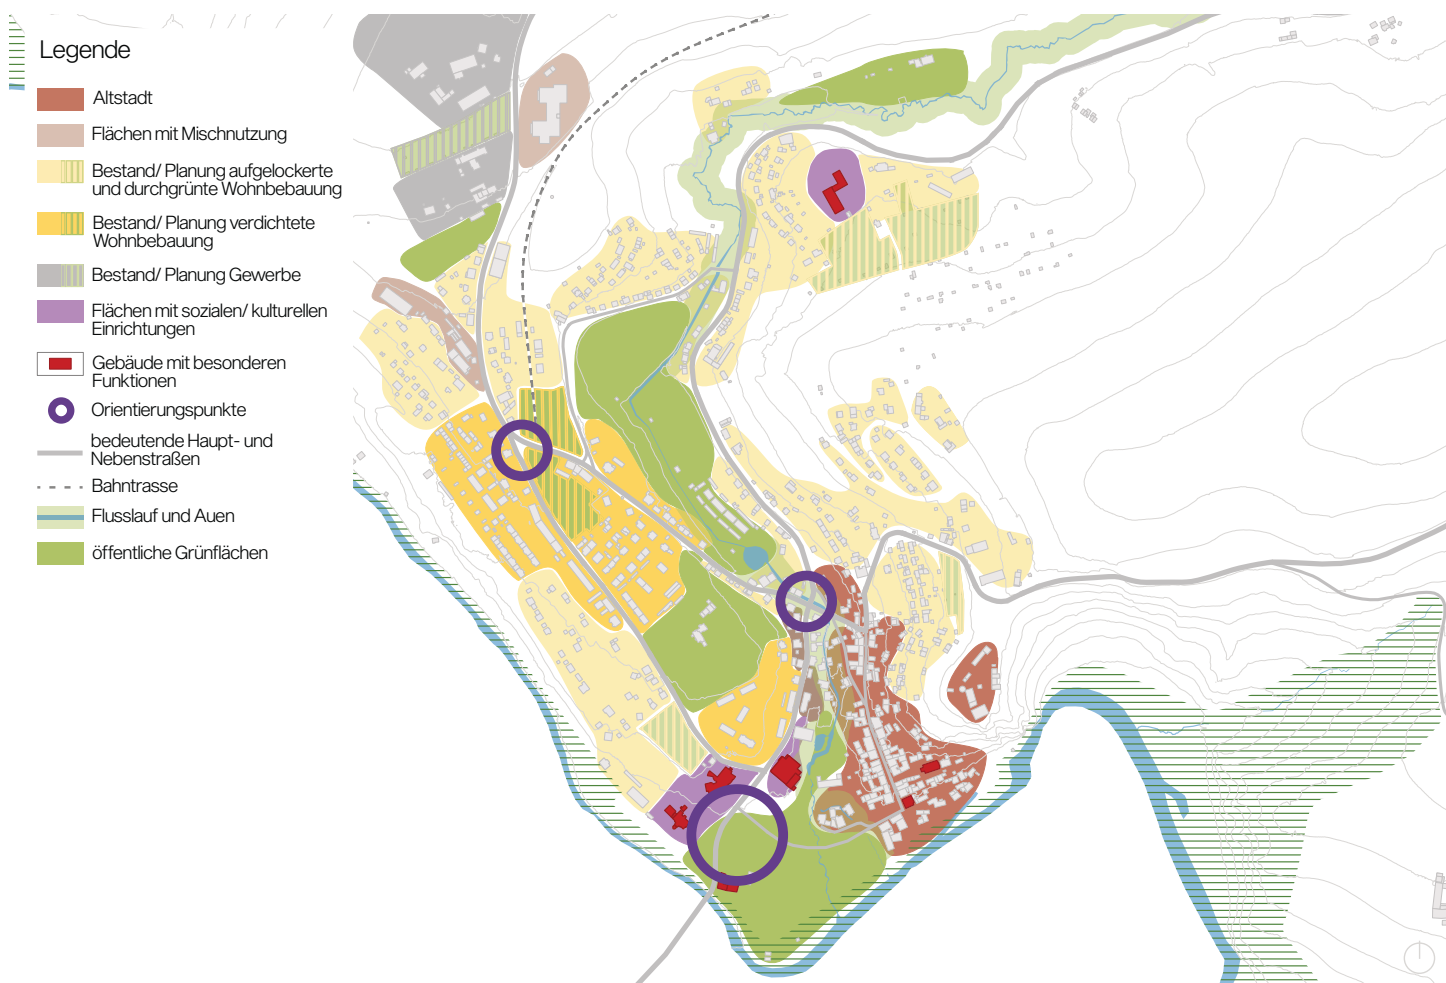 Legende
Altstadt
Flächen mit Mischnutzung
Bestand/ Planung aufgelockerte
und durchgrünte Wohnbebauung
Bestand/ Planung verdichtete
Wohnbebauung
Bestand/ Planung Gewerbe
Flächen mit sozialen/ kulturellen
Einrichtungen
Gebäude mit besonderen
Funktionen
Orientierungspunkte
bedeutende Haupt- und
Nebenstraßen
Bahntrasse
Flusslauf und Auen
öffentliche Grünflächen